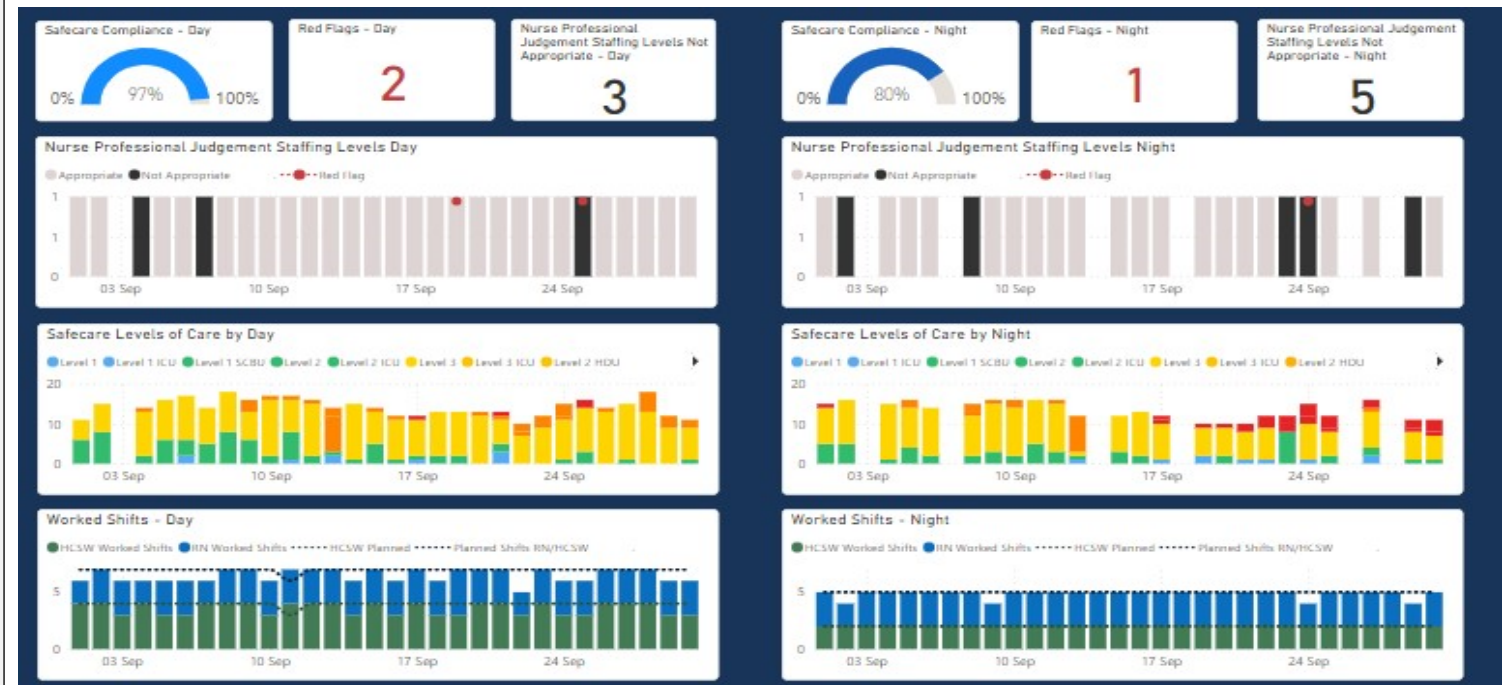 Safecare Compliance - Day
0%
97%
100%
Red Flags - Day
2
Nurse Professional
Judgement Staffing Levels Not
Appropriate - Day
3
Safecare Compliance - Night
0%
80%
100%
Red Flags - Night
1
Nurse Professional Judgement
Staffing Levels Not
Appropriate - Night
5
Nurse Professional Judgement Staffing Levels Day
Appropriate Not Appropriate Red Flag
1
1
0
03 Sep 10 Sep 17 Sep 24 Sep
Nurse Professional Judgement Staffing Levels Night
Appropriate Not Appropriate Red Flag
1
1
0
03 Sep 10 Sep 17 Sep 24 Sep
Safecare Levels of Care by Day
Level 1 Level 1 ICU Level 1 SCBU Level 2 Level 2 ICU Level 3 Level 3 ICU Level 2 HDU
20
10
0
03 Sep 10 Sep 17 Sep 24 Sep
Safecare Levels of Care by Night
Level 1 Level 1 ICU Level 1 SCBU Level 2 Level 2 ICU Level 3 Level 3 ICU Level 2 HDU
20
10
0
03 Sep 10 Sep 17 Sep 24 Sep
Worked Shifts - Day
HCSW Worked Shifts RN Worked Shifts HCSW Planned Planned Shifts RN/HCSW
5
0
03 Sep 10 Sep 17 Sep 24 Sep
Worked Shifts - Night
HCSW Worked Shifts RN Worked Shifts HCSW Planned Planned Shifts RN/HCSW
5
0
03 Sep 10 Sep 17 Sep 24 Sep